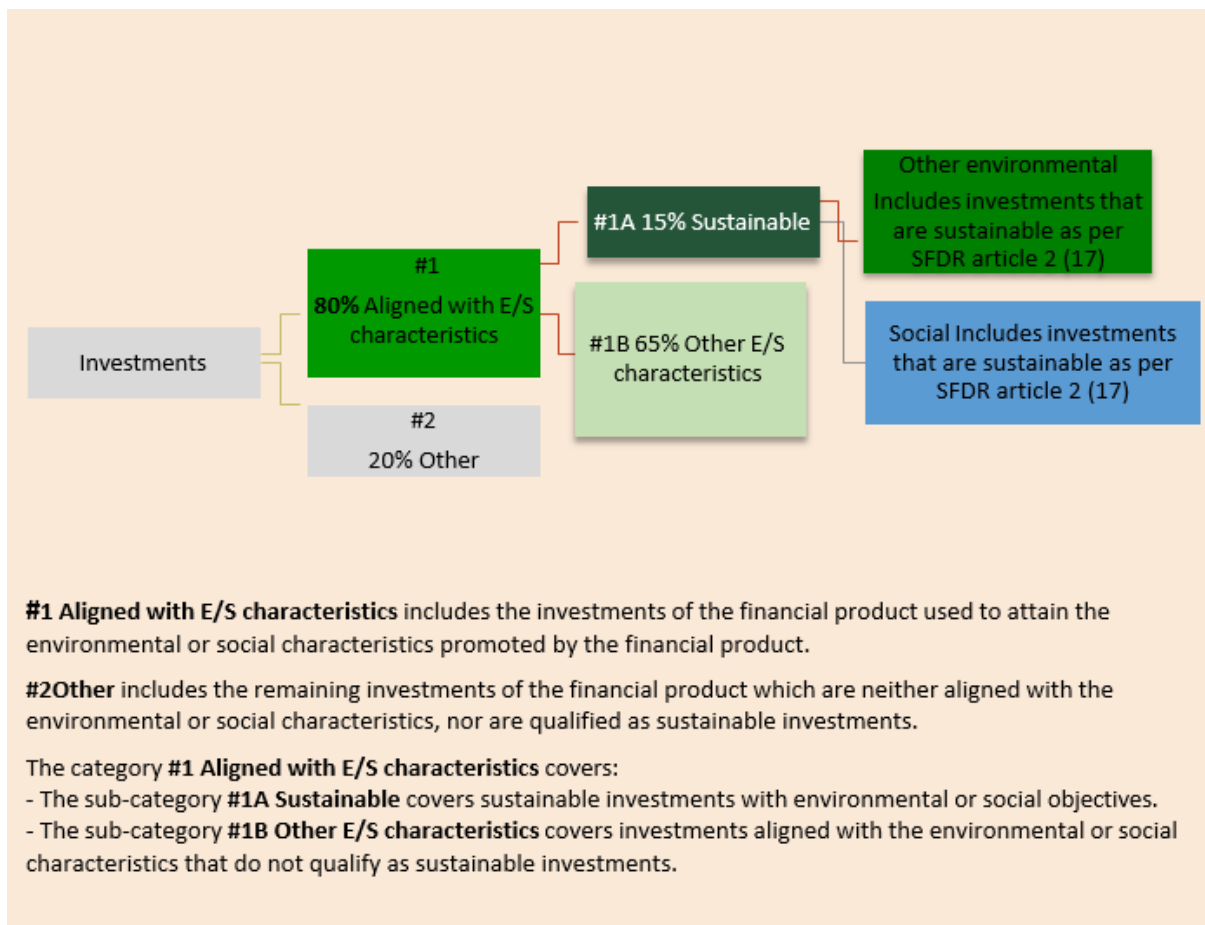 Investments
#1
80% Aligned with E/S
characteristics
#2
20% Other
#1A 15% Sustainable
#1B 65% Other E/S
characteristics
Other environmental
Includes investments that
are sustainable as per
SFDR article 2 (17)
Social Includes investments
that are sustainable as per
SFDR article 2 (17)
#1 Aligned with E/S characteristics includes the investments of the financial product used to attain the
environmental or social characteristics promoted by the financial product.
#2Other includes the remaining investments of the financial product which are neither aligned with the
environmental or social characteristics, nor are qualified as sustainable investments.
The category #1 Aligned with E/S characteristics covers:
- The sub-category #1A Sustainable covers sustainable investments with environmental or social objectives.
- The sub-category #1B Other E/S characteristics covers investments aligned with the environmental or social
characteristics that do not qualify as sustainable investments.